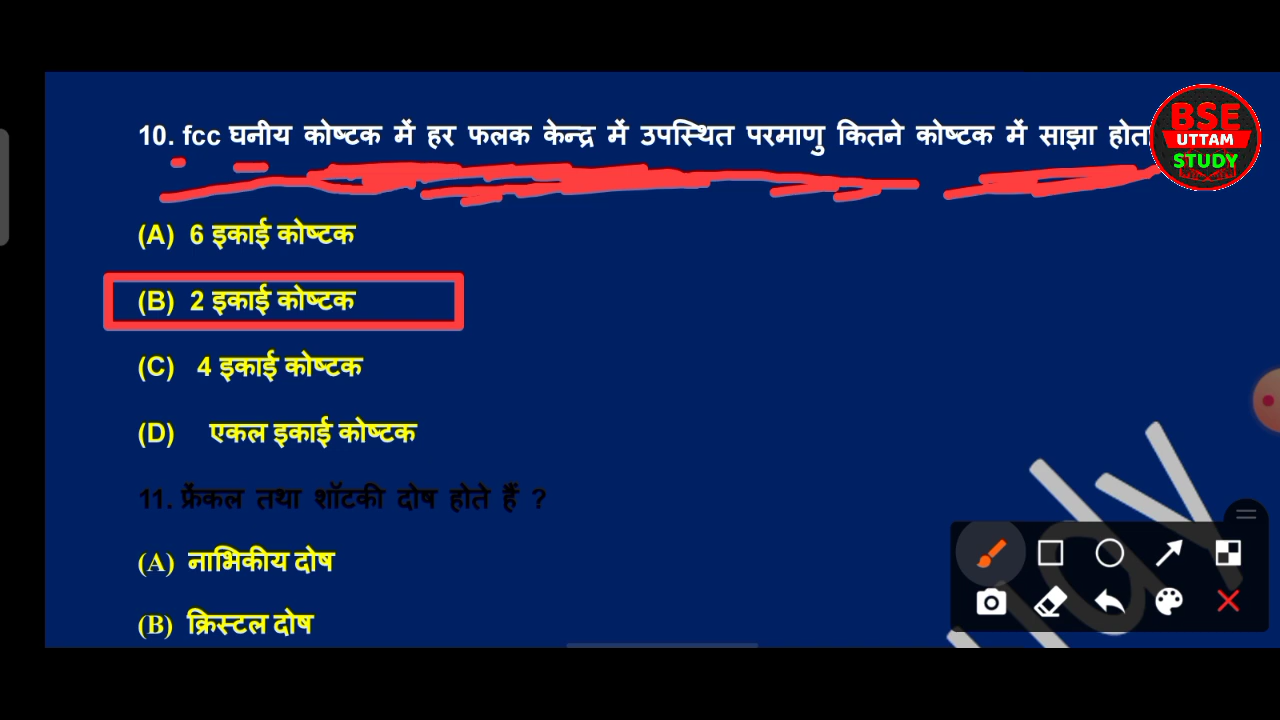 10. fcc घनीय कोष्टक में हर फलक केन्द्र में उपस्थित परमाणु कितने कोष्टक में साझा होता
BSE
UTTAM
STUDY
(A) 6 इकाई कोष्टक
(B) 2 इकाई कोष्टक
(C) 4 इकाई कोष्टक
(D) एकल इकाई कोष्टक
11. फ्रेंकल तथा शॉटकी दोष होते हैं ?
(A) नाभिकीय दोष
(B) क्रिस्टल दोष